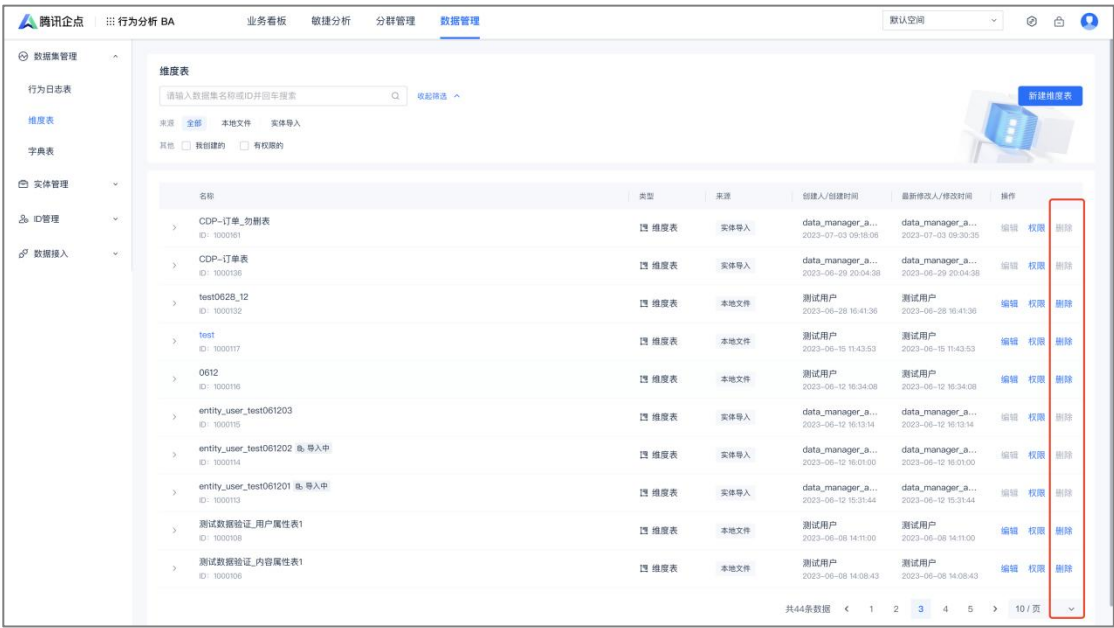 腾讯企点 行为分析 BA 业务看板 敏捷分析 分群管理 数据管理 默认空间
数据集管理
行为日志表
维度表
字典表
实体管理
ID管理
数据接入
维度表
请输入数据集名称或ID并回车搜索 收起筛选
新建维度表
来源 全部 本地文件 实体导入
其他 我创建的 有权限的
名称 类型 来源 创建人/创建时间 最新修改人/修改时间 操作
CDP-订单_勿删表 维度表 实体导入 data_manager_a... data_manager_a... 编辑 权限 删除
ID: 1000161 2023-07-03 09:18:06 2023-07-03 09:30:35
CDP-订单表 维度表 实体导入 data_manager_a... data_manager_a... 编辑 权限 删除
ID: 1000136 2023-06-29 20:04:38 2023-06-29 20:04:38
test0628_12 维度表 本地文件 测试用户 测试用户 编辑 权限 删除
ID: 1000132 2023-06-28 16:41:36 2023-06-28 16:41:36
test 维度表 本地文件 测试用户 测试用户 编辑 权限 删除
ID: 1000117 2023-06-15 11:43:53 2023-06-15 11:43:53
0612 维度表 本地文件 测试用户 测试用户 编辑 权限 删除
ID: 1000116 2023-06-12 16:34:08 2023-06-12 16:34:08
entity_user_test061203 维度表 实体导入 data_manager_a... data_manager_a... 编辑 权限 删除
ID: 1000115 2023-06-12 16:13:14 2023-06-12 16:13:14
entity_user_test061202 导入中 维度表 实体导入 data_manager_a... data_manager_a... 编辑 权限 删除
ID: 1000114 2023-06-12 16:01:00 2023-06-12 16:01:00
entity_user_test061201 导入中 维度表 实体导入 data_manager_a... data_manager_a... 编辑 权限 删除
ID: 1000113 2023-06-12 15:31:44 2023-06-12 15:31:44
测试数据验证_用户属性表1 维度表 本地文件 测试用户 测试用户 编辑 权限 删除
ID: 1000108 2023-06-08 14:11:00 2023-06-08 14:11:00
测试数据验证_内容属性表1 维度表 本地文件 测试用户 测试用户 编辑 权限 删除
ID: 1000106 2023-06-08 14:08:43 2023-06-08 14:08:43
共44条数据 1 2 3 4 5 10 / 页